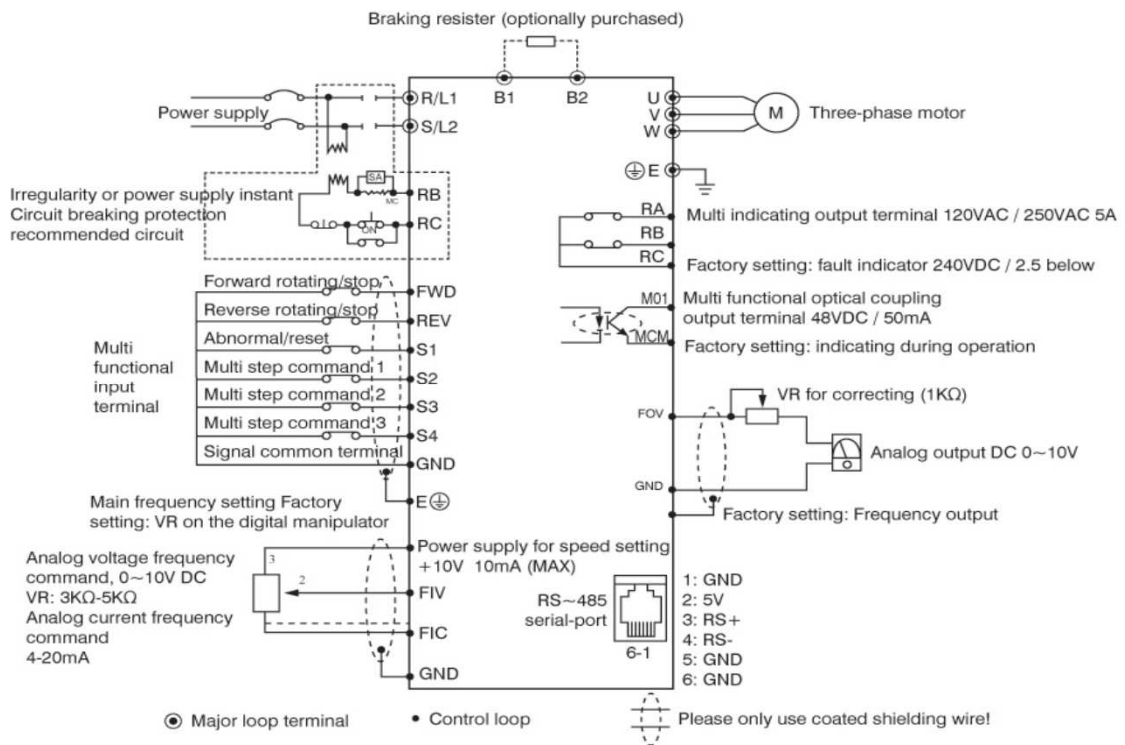 Braking resister (optionally purchased)
B1
B2
Power supply
R/L1
S/L2
U
V
W
M
Three-phase motor
E
Irregularity or power supply instant
Circuit breaking protection
recommended circuit
SA
MC
ON
RB
RC
RA
RB
RC
Multi indicating output terminal 120VAC / 250VAC 5A
Factory setting: fault indicator 240VDC / 2.5 below
M01
MCM
Multi functional optical coupling
output terminal 48VDC / 50mA
Factory setting: indicating during operation
Multi
functional
input
terminal
Forward rotating/stop
FWD
Reverse rotating/stop
REV
Abnormal/reset
S1
Multi step command 1
S2
Multi step command 2
S3
Multi step command 3
S4
Signal common terminal
GND
E
FOV
VR for correcting (1KΩ)
Analog output DC 0~10V
GND
Factory setting: Frequency output
Main frequency setting Factory
setting: VR on the digital manipulator
Analog voltage frequency
command, 0~10V DC
VR: 3KΩ-5KΩ
Analog current frequency
command
4-20mA
3
2
Power supply for speed setting
+10V 10mA (MAX)
FIV
FIC
GND
RS~485
serial-port
6-1
1: GND
2: 5V
3: RS+
4: RS-
5: GND
6: GND
Major loop terminal
Control loop
Please only use coated shielding wire!